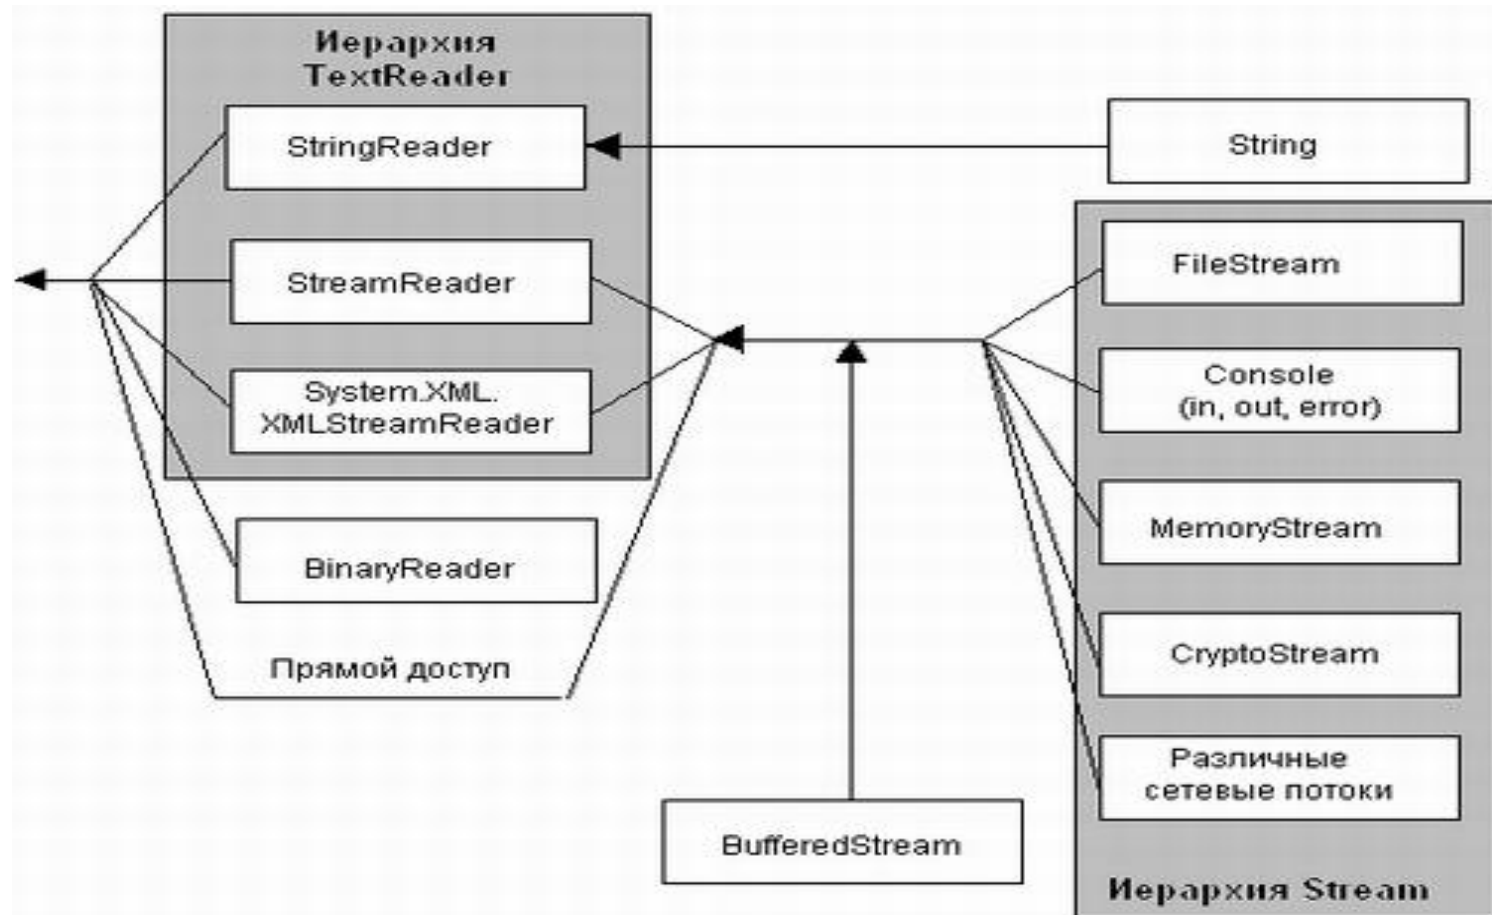 Иерархия
TextReader
StringReader
String
StreamReader
FileStream
System.XML.
XMLStreamReader
Console
(in, out, error)
MemoryStream
BinaryReader
Прямой доступ
CryptoStream
Различные
сетевые потоки
BufferedStream
Иерархия Stream